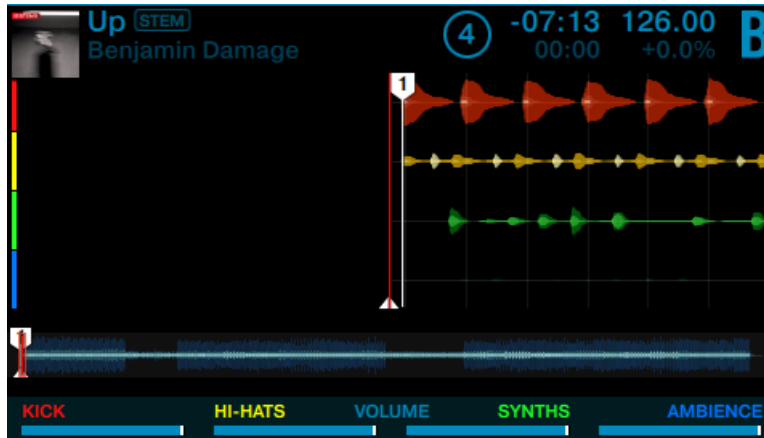 Up STEM
Benjamin Damage
4
-07:13
00:00
126.00
+0.0%
B
1
1
KICK
HI-HATS
VOLUME
SYNTHS
AMBIENCE